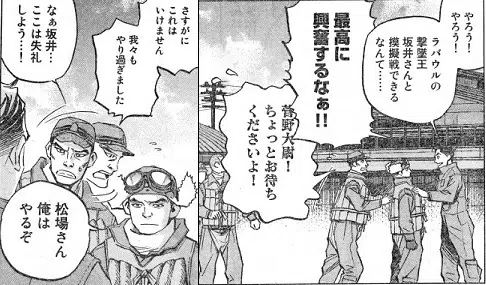 やろう！
やろう！
ラバウルの
撃墜王
坂井さんと
模擬戦できる
なんて……
最高に
興奮するなぁ!!
菅野大尉！
ちょっとお待ち
くださいよ！
さすがに
これは
いけません
我々も
やり過ぎました
なぁ坂井…
ここは失礼
しよう…！
松場さん
俺は
やるぞ